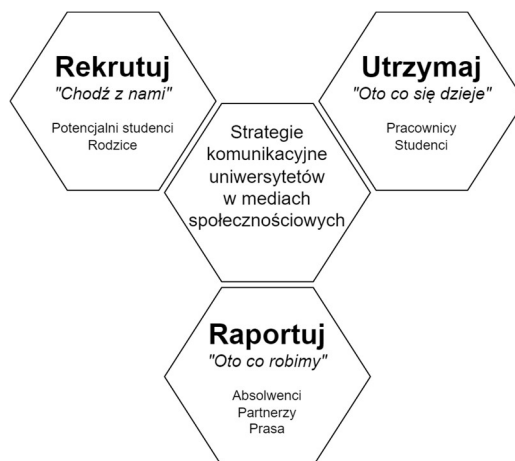 Rekrutuj
"Chodź z nami"
Potencjalni studenci
Rodzice
Utrzymaj
"Oto co się dzieje"
Pracownicy
Studenci
Strategie
komunikacyjne
uniwersytetów
w mediach
społecznościowych
Raportuj
"Oto co robimy"
Absolwenci
Partnerzy
Prasa